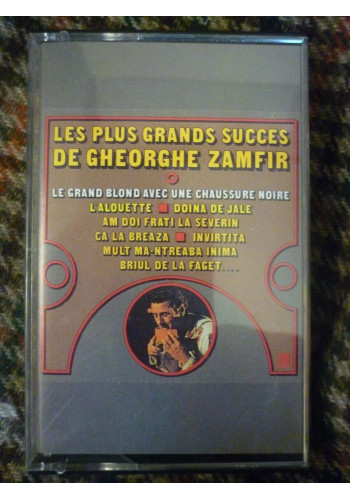 LES PLUS GRANDS SUCCES
DE GHEORGHE ZAMFIR
LE GRAND BLOND AVEC UNE CHAUSSURE NOIRE
L'ALOUETTE ■ DOINA DE JALE
AM DOI FRATI LA SEVERIN
CA LA BREAZA ■ INVIRTITA
MULT MA-NTREABA INIMA
BRIUL DE LA FAGET....